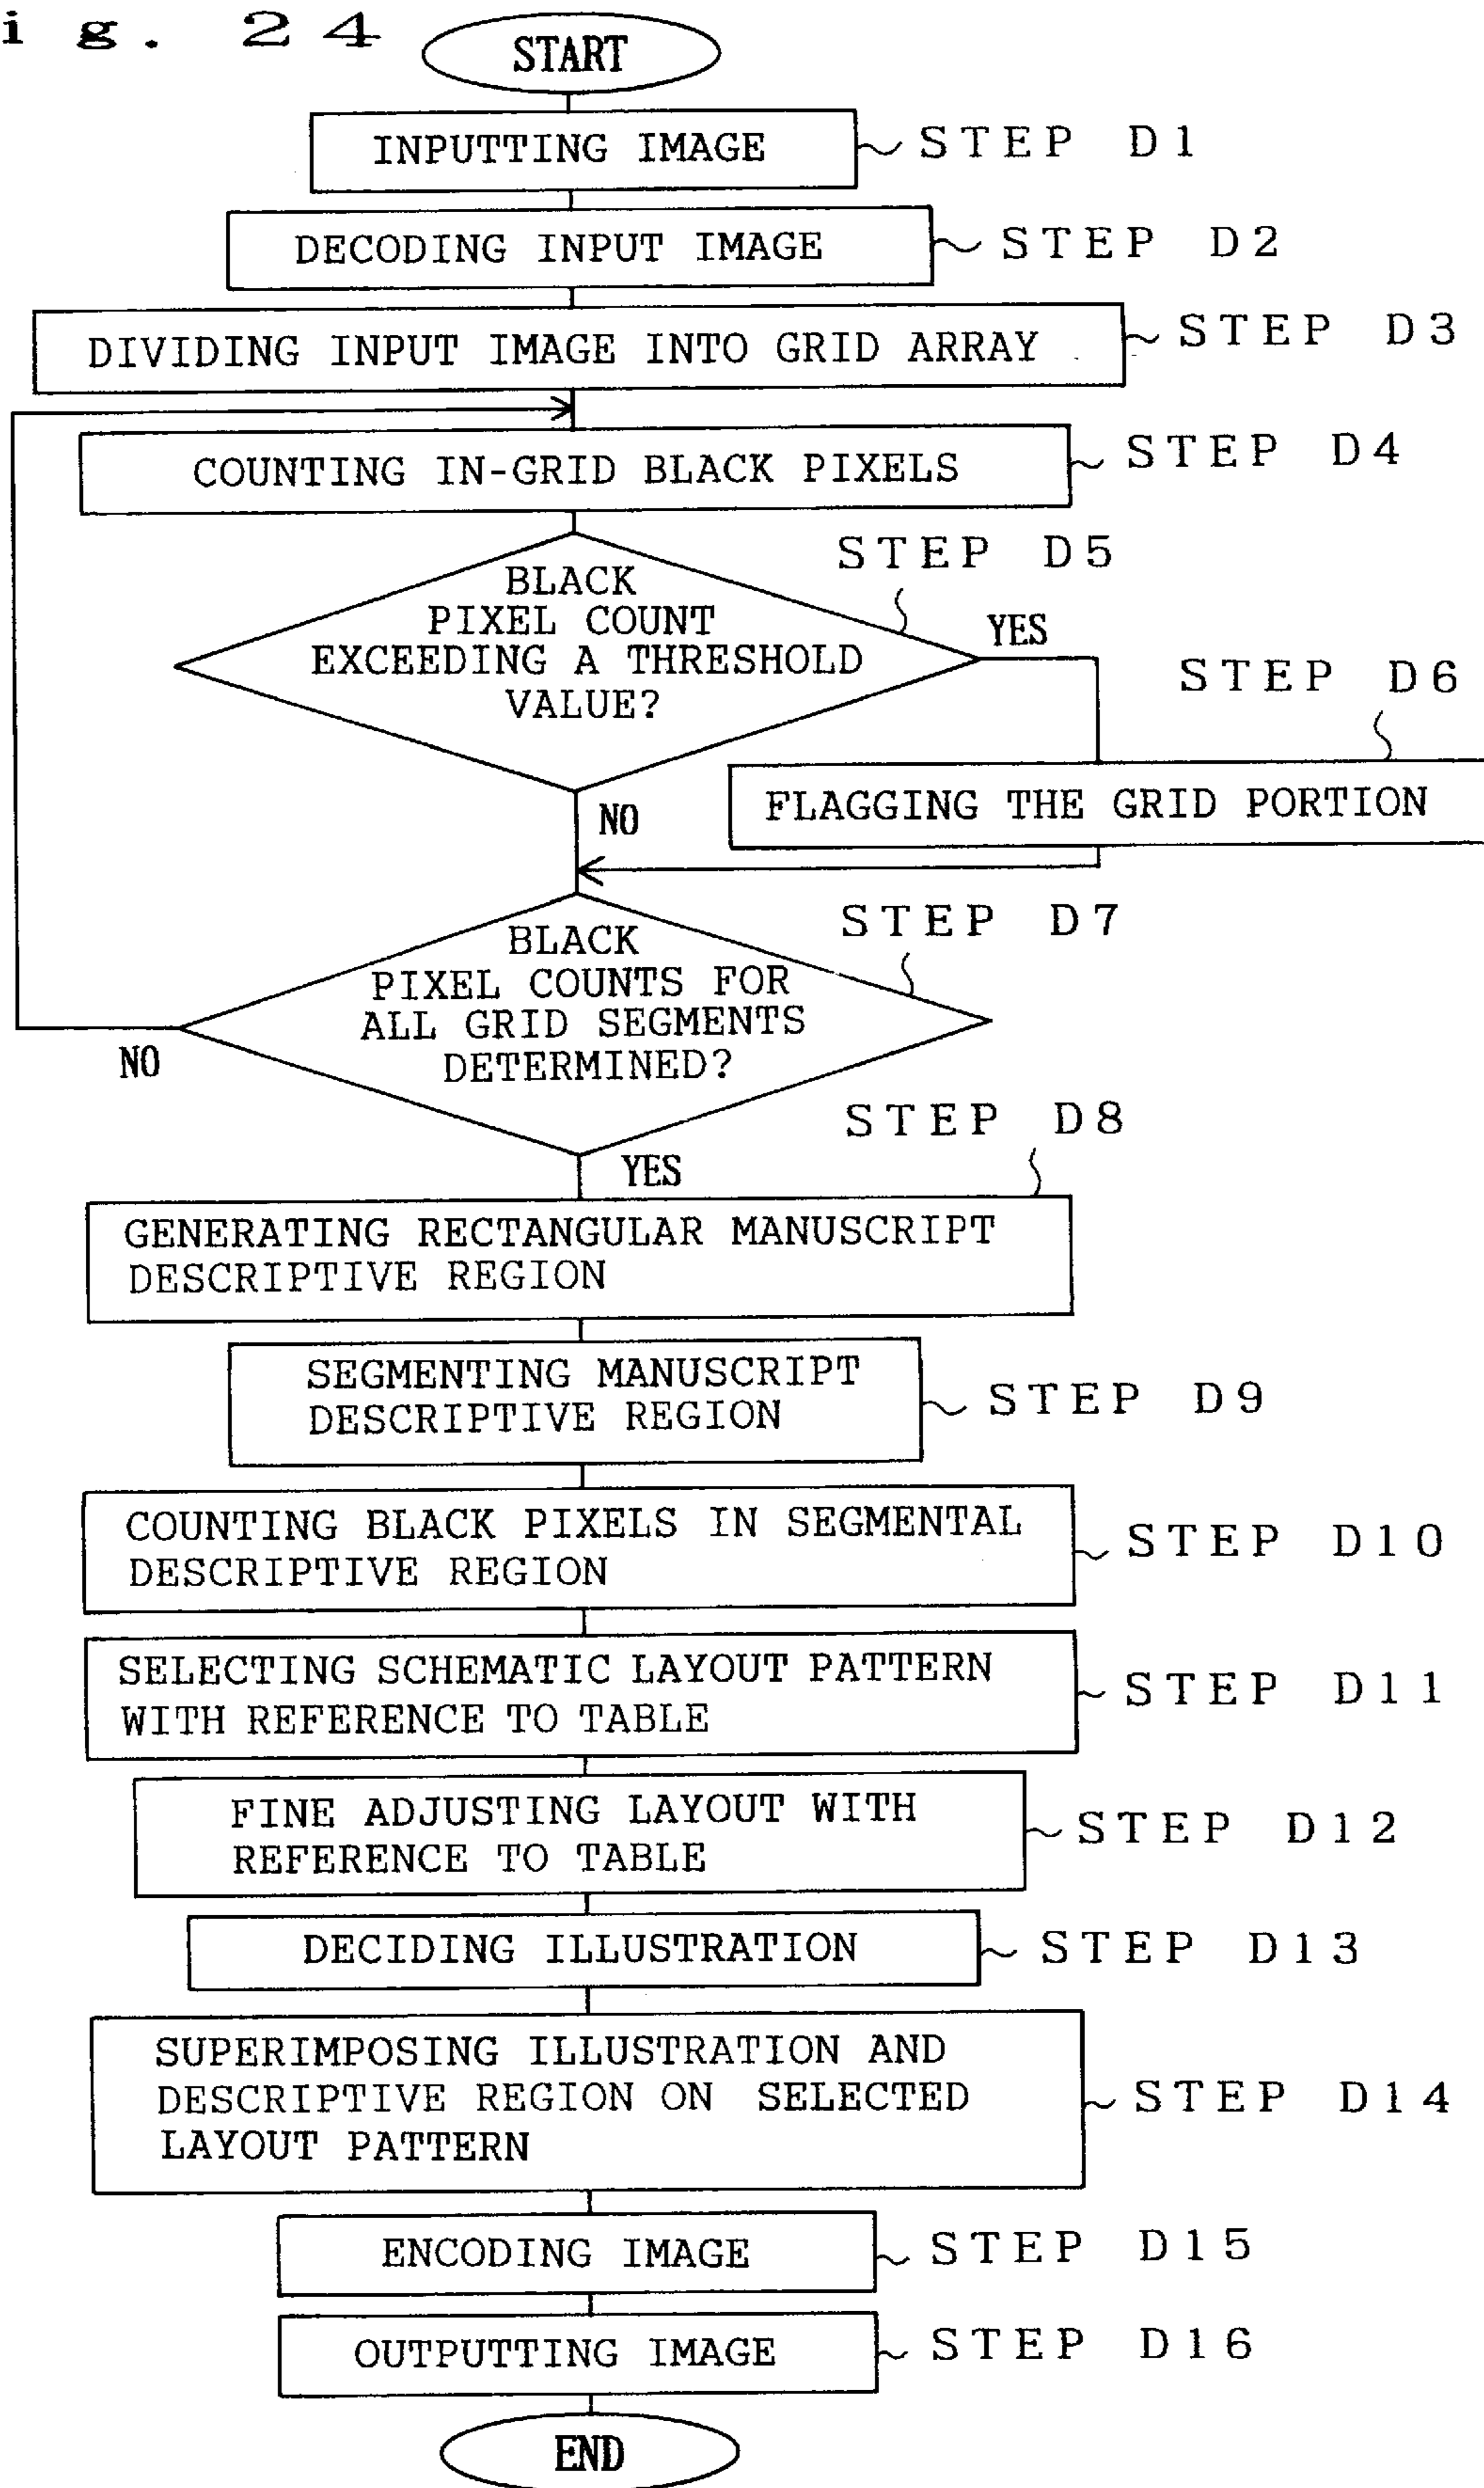 i g. 24
START
INPUTTING IMAGE
STEP D1
DECODING INPUT IMAGE
STEP D2
DIVIDING INPUT IMAGE INTO GRID ARRAY
STEP D3
COUNTING IN-GRID BLACK PIXELS
STEP D4
STEP D5
BLACK
PIXEL COUNT
EXCEEDING A THRESHOLD
VALUE?
YES
STEP D6
FLAGGING THE GRID PORTION
NO
STEP D7
BLACK
PIXEL COUNTS FOR
ALL GRID SEGMENTS
DETERMINED?
NO
YES
STEP D8
GENERATING RECTANGULAR MANUSCRIPT
DESCRIPTIVE REGION
SEGMENTING MANUSCRIPT
DESCRIPTIVE REGION
STEP D9
COUNTING BLACK PIXELS IN SEGMENTAL
DESCRIPTIVE REGION
STEP D10
SELECTING SCHEMATIC LAYOUT PATTERN
WITH REFERENCE TO TABLE
STEP D11
FINE ADJUSTING LAYOUT WITH
REFERENCE TO TABLE
STEP D12
DECIDING ILLUSTRATION
STEP D13
SUPERIMPOSING ILLUSTRATION AND
DESCRIPTIVE REGION ON SELECTED
LAYOUT PATTERN
STEP D14
ENCODING IMAGE
STEP D15
OUTPUTTING IMAGE
STEP D16
END